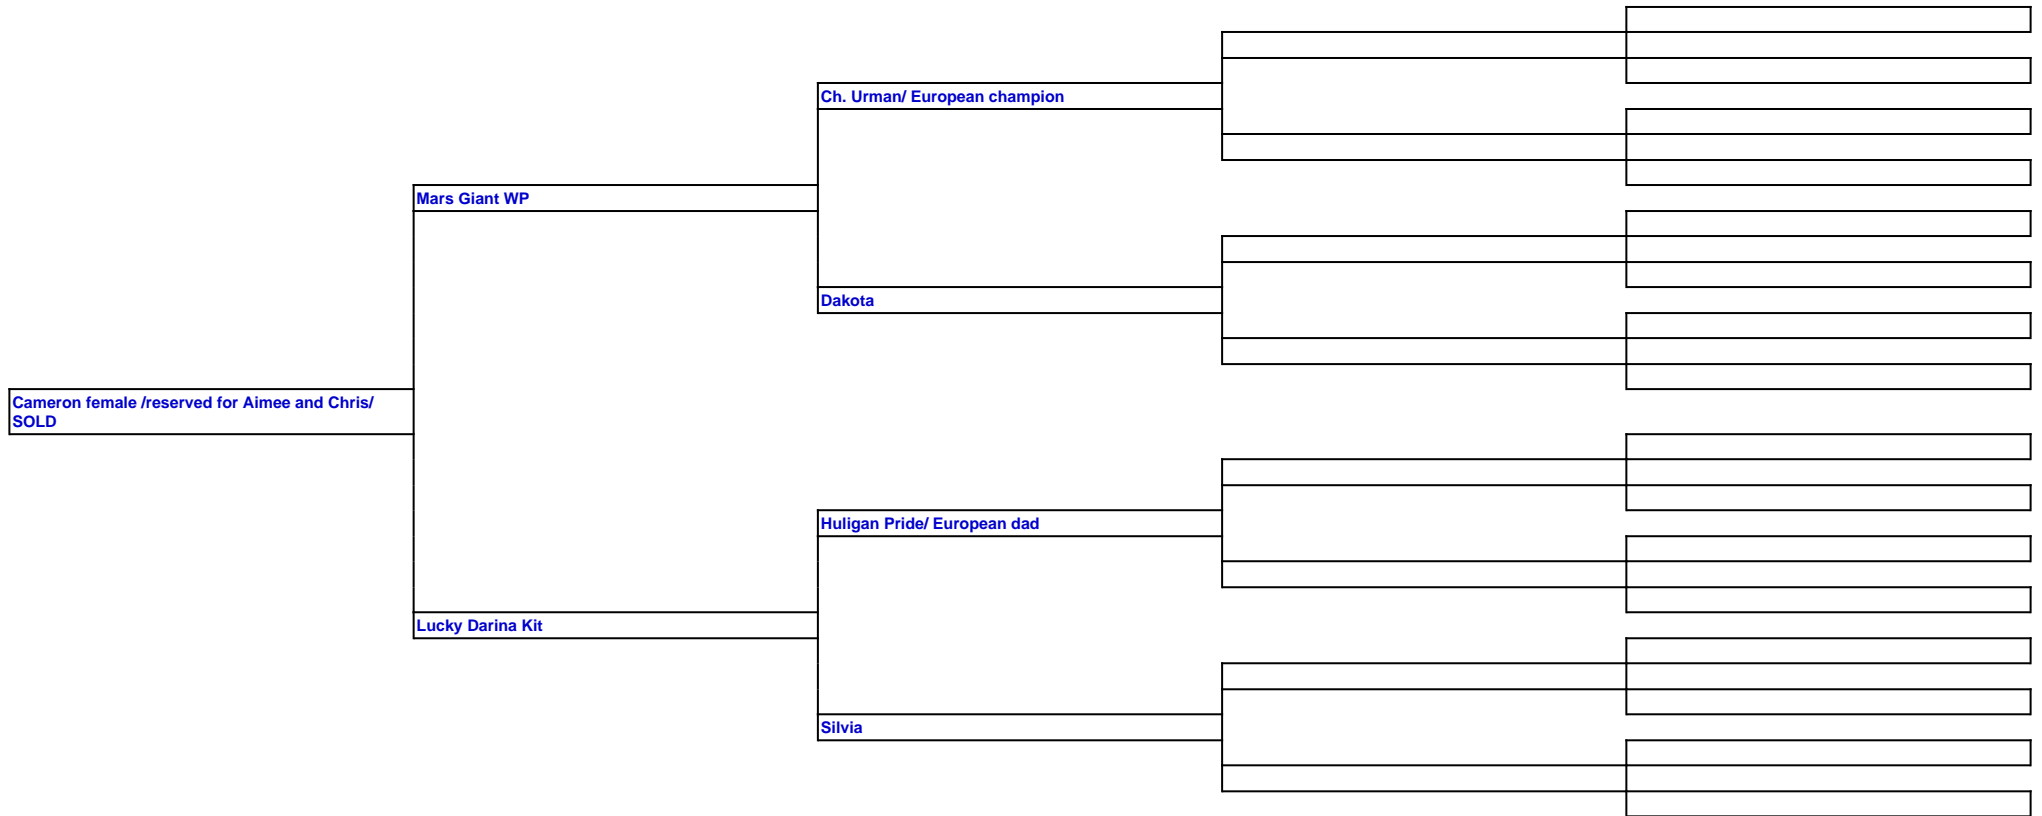 Ch. Urman/ European champion
Mars Giant WP
Dakota
Cameron female /reserved for Aimee and Chris/
SOLD
Huligan Pride/ European dad
Lucky Darina Kit
Silvia